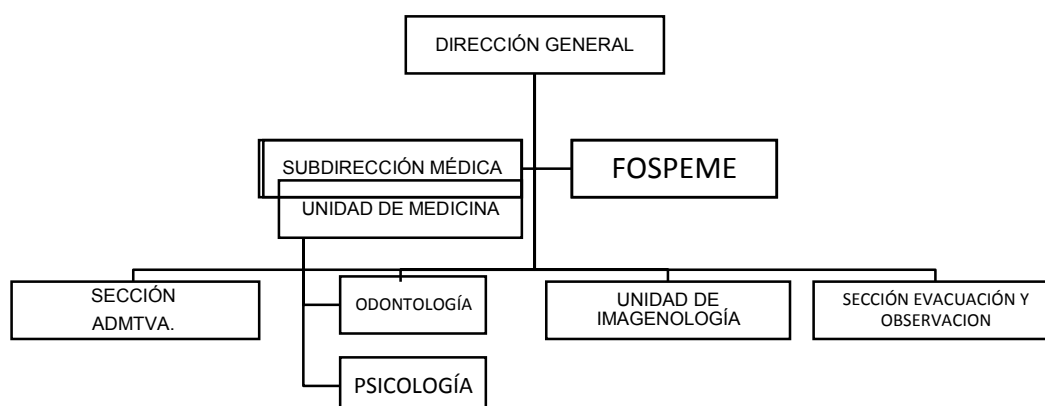 DIRECCIÓN GENERAL
SUBDIRECCIÓN MÉDICA
FOSPEME
UNIDAD DE MEDICINA
SECCIÓN
ADMTVA.
ODONTOLOGÍA
UNIDAD DE
IMAGENOLOGÍA
SECCIÓN EVACUACIÓN Y
OBSERVACION
PSICOLOGÍA